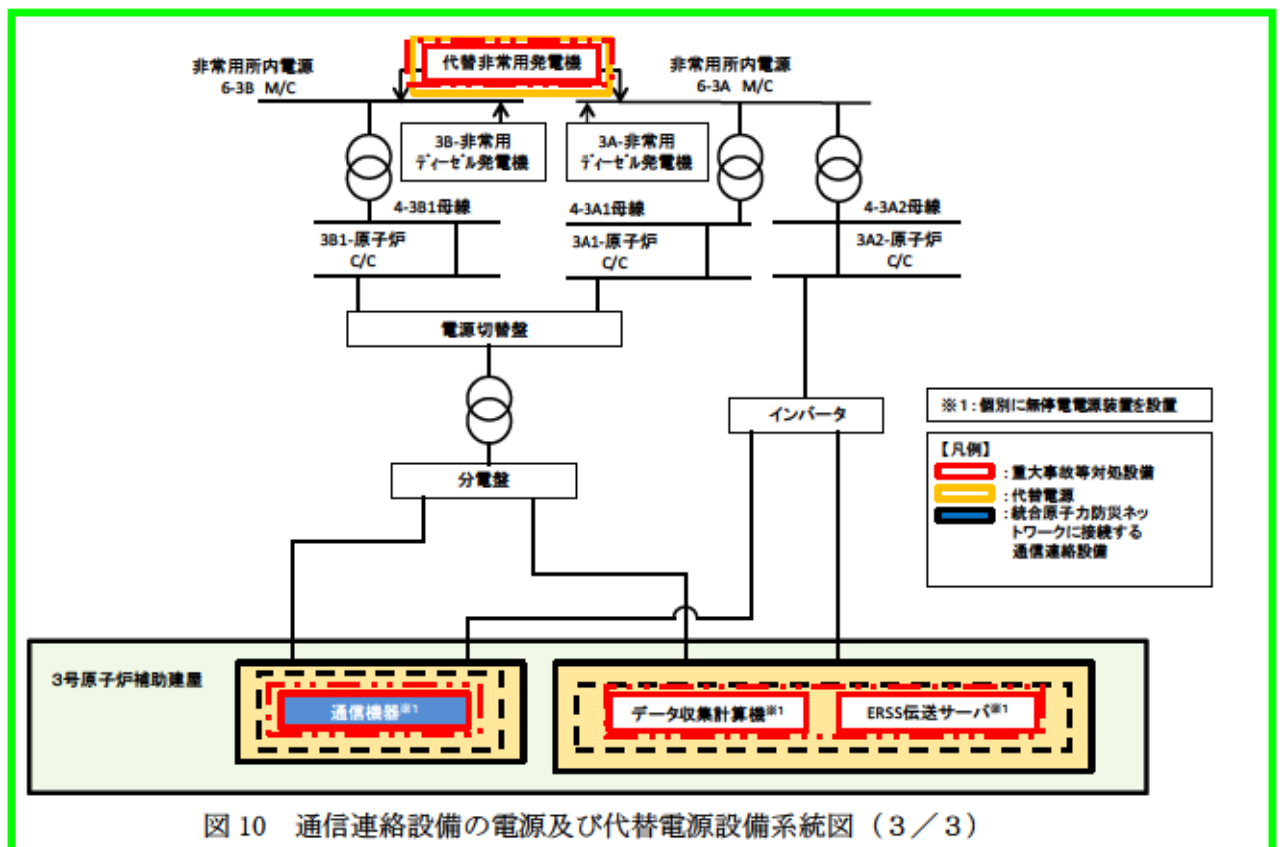 代替非常用発電機
非常用所内電源
6-3B M/C
非常用所内電源
6-3A M/C
3B-非常用
ディーゼル発電機
3A-非常用
ディーゼル発電機
4-3B1母線
4-3A1母線
4-3A2母線
3B1-原子炉
C/C
3A1-原子炉
C/C
3A2-原子炉
C/C
電源切替盤
インバータ
分電盤
※1:個別に無停電電源装置を設置
【凡例】
:重大事故等対処設備
:代替電源
:統合原子力防災ネッ
トワークに接続する
通信連絡設備
3号原子炉補助建屋
通信機器※1
データ収集計算機※1
ERSS伝送サーバ※1
図 10 通信連絡設備の電源及び代替電源設備系統図(3/3)